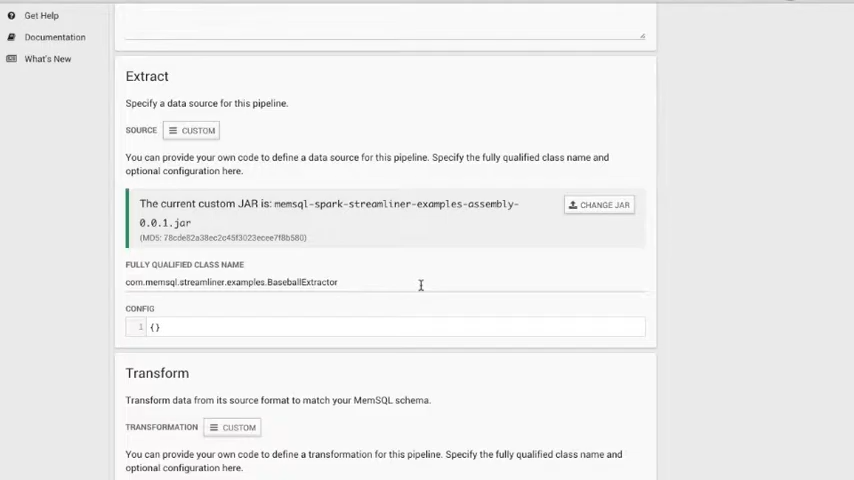 Get Help
Documentation
What's New
Extract
Specify a data source for this pipeline.
SOURCE CUSTOM
You can provide your own code to define a data source for this pipeline. Specify the fully qualified class name and
optional configuration here.
The current custom JAR is: memsql-spark-streamliner-examples-assembly-
0.0.1.jar
CHANGE JAR
(MD5: 78cde82a38ec2c45f3023ecee7f8b580)
FULLY QUALIFIED CLASS NAME
com.memsql.streamliner.examples.BaseballExtractor
CONFIG
1 {}
Transform
Transform data from its source format to match your MemSQL schema.
TRANSFORMATION CUSTOM
You can provide your own code to define a transformation for this pipeline. Specify the fully qualified class name and
optional configuration here.